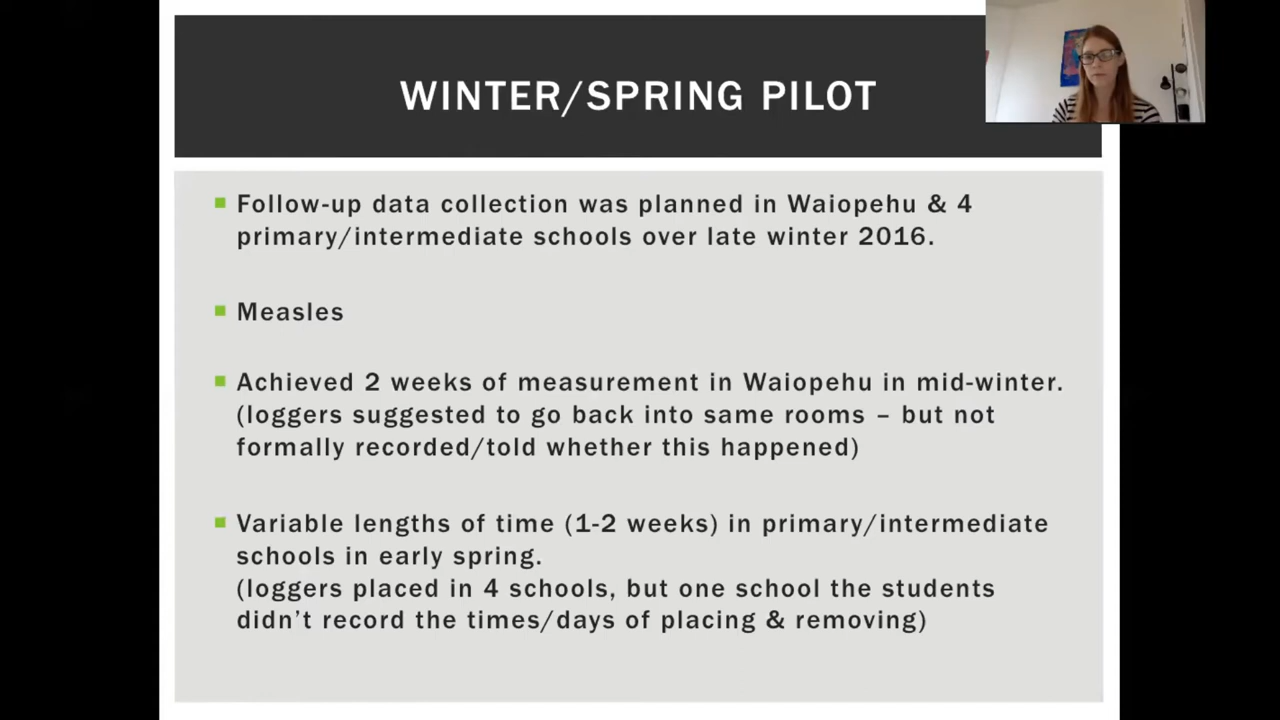 WINTER/SPRING PILOT
Follow-up data collection was planned in Waiopehu & 4
primary/intermediate schools over late winter 2016.
Measles
Achieved 2 weeks of measurement in Waiopehu in mid-winter.
(loggers suggested to go back into same rooms – but not
formally recorded/told whether this happened)
Variable lengths of time (1-2 weeks) in primary/intermediate
schools in early spring.
(loggers placed in 4 schools, but one school the students
didn't record the times/days of placing & removing)